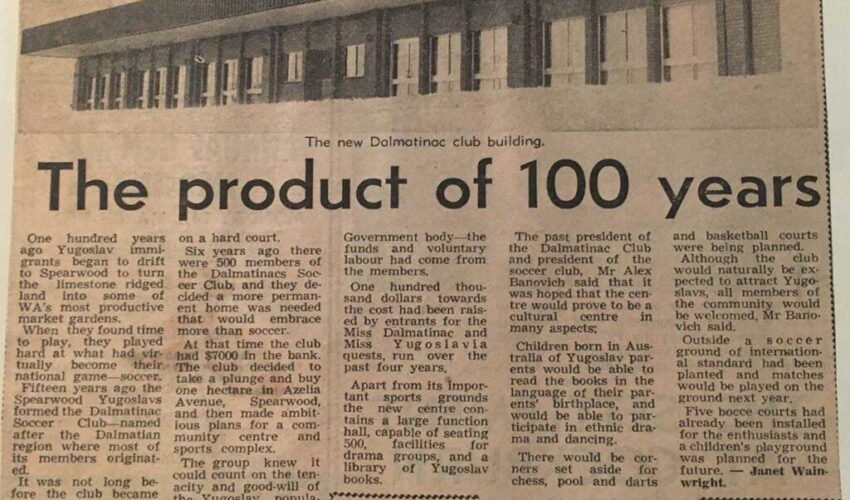 The new Dalmatinac club building.
The product of 100 years
One hundred years
ago Yugoslav immi-
grants began to drift
to Spearwood to turn
the limestone ridged
land into some of
WA's most productive
market gardens.
When they found time
to play, they played
hard at what had vir-
tually become their
national game—soccer.
Fifteen years ago the
Spearwood Yugoslavs
formed the Dalmatinac
Soccer Club—named
after the Dalmatian
region where most of
its members originat-
ed.
It was not long be-
fore the club became
on a hard court.
Six years ago there
were 500 members of
the Dalmatinacs Soc-
cer Club, and they de-
cided a more perman-
ent home was needed
that would embrace
more than soccer.
At that time the club
had $7000 in the bank.
The club decided to
take a plunge and buy
one hectare in Azelia
Avenue, Spearwood,
and then made ambit-
ious plans for a com-
munity centre and
sports complex.
The group knew it
could count on the ten-
acity and good-will of
the Yugoslav popula-
Government body—the
funds and voluntary
labour had come from
the members.
One hundred thou-
sand dollars towards
the cost had been rais-
ed by entrants for the
Miss Dalmatinac and
Miss Yugoslavia
quests, run over the
past four years.
Apart from its impor-
tant sports grounds
the new centre con-
tains a large function
hall, capable of seating
500, facilities for
drama groups, and a
library of Yugoslav
books.
The past president of
the Dalmatinac Club
and president of the
soccer club, Mr Alex
Banovich said that it
was hoped that the cen-
tre would prove to be a
cultural centre in
many aspects:
Children born in Aus-
tralia of Yugoslav par-
ents would be able to
read the books in the
language of their par-
ents' birthplace, and
would be able to par-
ticipate in ethnic dra-
ma and dancing.
There would be cor-
ners set aside for
chess, pool and darts
and basketball courts
were being planned.
Although the club
would naturally be ex-
pected to attract Yugo-
slavs, all members of
the community would
be welcomed, Mr Bano-
vich said.
Outside a soccer
ground of internation-
al standard had been
planted and matches
would be played on the
ground next year.
Five bocce courts had
already been installed
for the enthusiasts and
a children's playground
was planned for the
future. — Janet Wain-
wright.